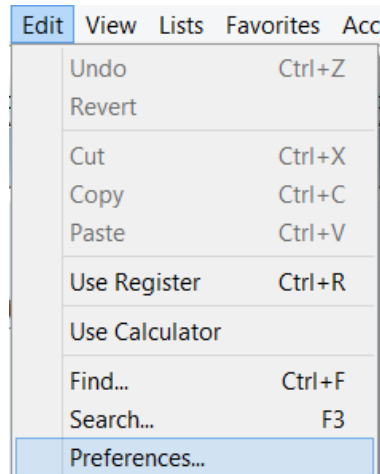 Edit View Lists Favorites Acc
Undo Ctrl+Z
Revert
Cut Ctrl+X
Copy Ctrl+C
Paste Ctrl+V
Use Register Ctrl+R
Use Calculator
Find... Ctrl+F
Search... F3
Preferences...